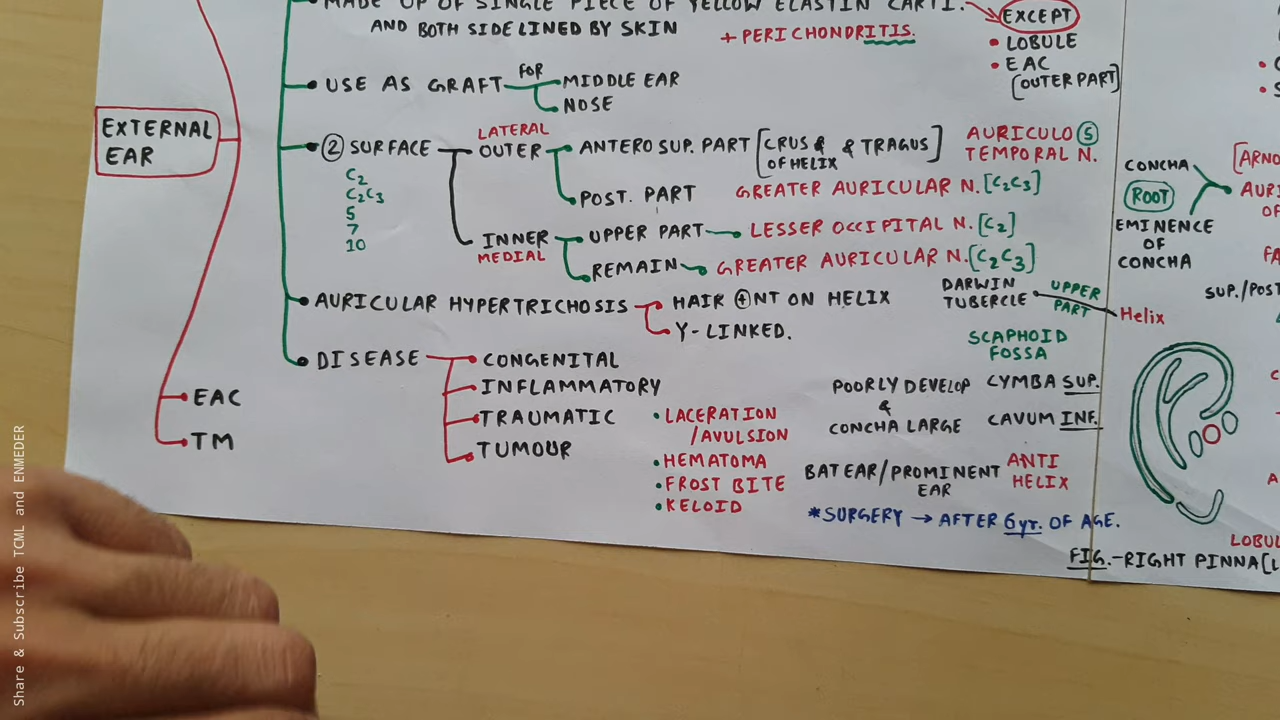 MADE UP OF SINGLE PIECE OF YELLOW ELASTIN CARTI.
AND BOTH SIDE LINED BY SKIN
+ PERICHONDRITIS.
EXCEPT
• LOBULE
• EAC
[OUTER PART]
USE AS GRAFT FOR MIDDLE EAR
NOSE
EXTERNAL
EAR
② SURFACE
C₂
C₂C₃
5
7
10
LATERAL
OUTER
ANTERO SUP. PART [CRUS & & TRAGUS]
OF HELIX
AURICULO ⑤
TEMPORAL N.
POST. PART GREATER AURICULAR N. [C₂C₃]
INNER
MEDIAL
UPPER PART LESSER OCCIPITAL N. [C₂]
REMAIN GREATER AURICULAR N. [C₂C₃]
AURICULAR HYPERTRICHOSIS HAIR ⊕NT ON HELIX
Y-LINKED.
DISEASE CONGENITAL
INFLAMMATORY
TRAUMATIC
TUMOUR
• LACERATION
/AVULSION
• HEMATOMA
• FROST BITE
• KELOID
EAC
TM
DARWIN
TUBERCLE
UPPER
PART
Helix
SCAPHOID
FOSSA
POORLY DEVELOP
&
CONCHA LARGE
CYMBA SUP.
CAVUM INF.
BAT EAR/PROMINENT
EAR
ANTI
HELIX
*SURGERY → AFTER 6yr. OF AGE.
CONCHA
ROOT
EMINENCE
OF
CONCHA
SUP./POST
FIG.-RIGHT PINNA
Share & Subscribe TCML and ENMEDER